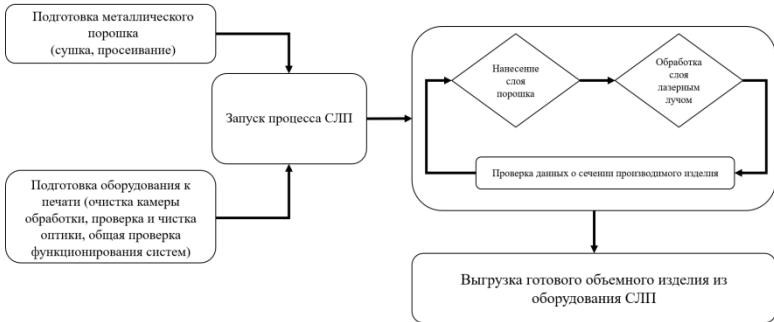 Подготовка металлического
порошка
(сушка, просеивание)
Подготовка оборудования к
печати (очистка камеры
обработки, проверка и чистка
оптики, общая проверка
функционирования систем)
Запуск процесса СЛП
Нанесение
слоя
порошка
Обработка
слоя
лазерным
лучом
Проверка данных о сечении производимого изделия
Выгрузка готового объемного изделия из
оборудования СЛП